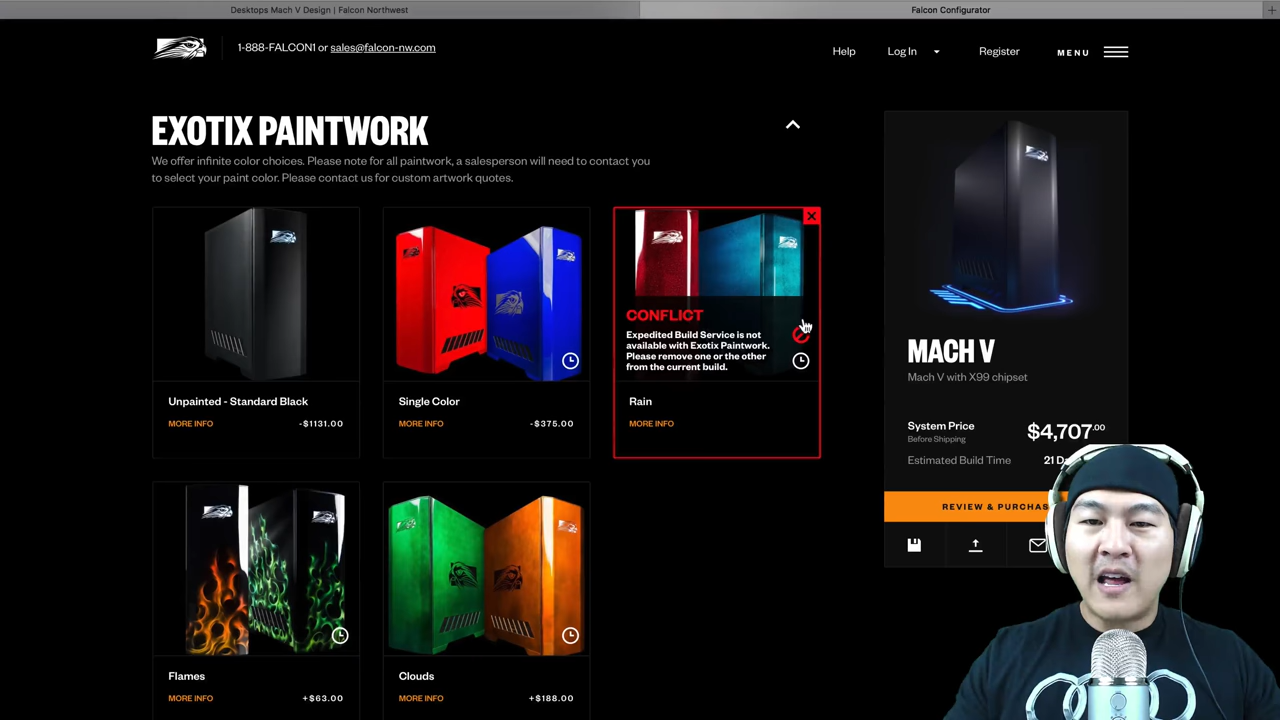 Desktops Mach V Design | Falcon Northwest
Falcon Configurator
1-888-FALCON1 or sales@falcon-nw.com
Help
Log In
Register
MENU
EXOTIX PAINTWORK
We offer infinite color choices. Please note for all paintwork, a salesperson will need to contact you
to select your paint color. Please contact us for custom artwork quotes.
CONFLICT
Expedited Build Service is not
available with Exotix Paintwork.
Please remove one or the other
from the current build.
Unpainted - Standard Black
MORE INFO
-$1131.00
Single Color
MORE INFO
-$375.00
Rain
MORE INFO
Flames
MORE INFO
+$63.00
Clouds
MORE INFO
+$188.00
MACH V
Mach V with X99 chipset
System Price
Before Shipping
$4,707.00
Estimated Build Time
21
REVIEW & PURCHAS